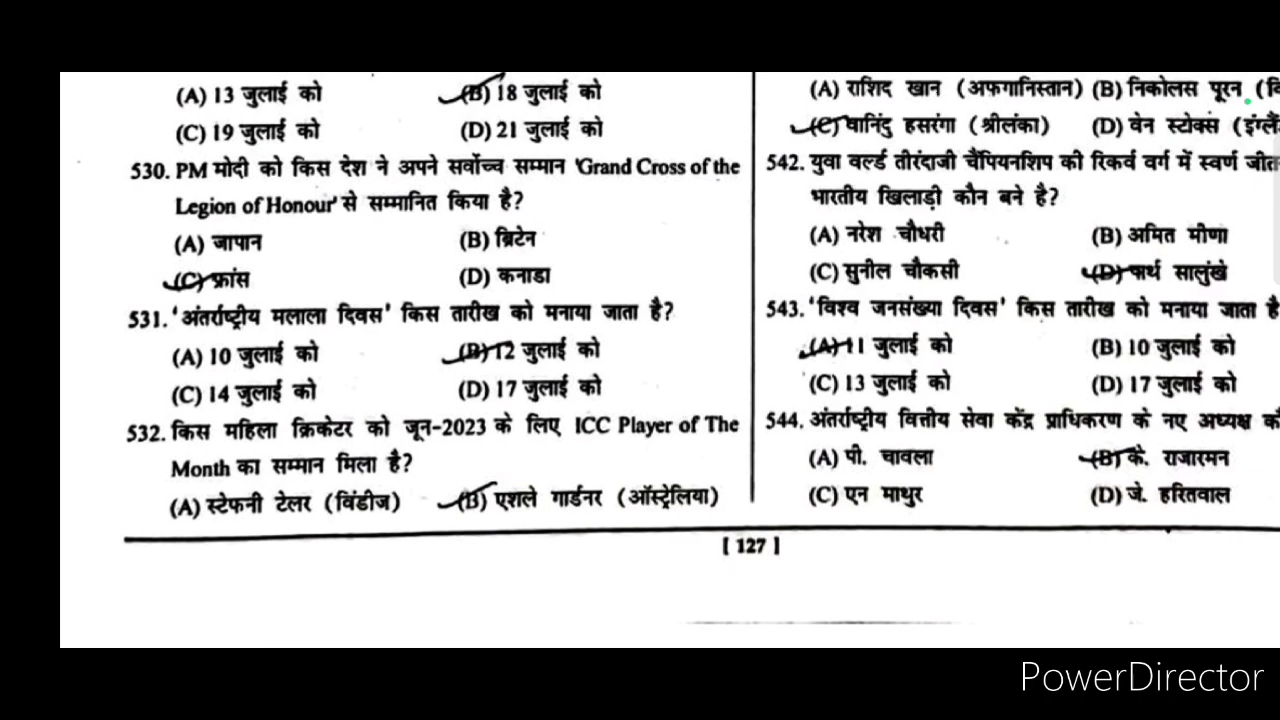 (A) 13 जुलाई को (B) 18 जुलाई को
(C) 19 जुलाई को (D) 21 जुलाई को
530. PM मोदी को किस देश ने अपने सर्वोच्च सम्मान 'Grand Cross of the
Legion of Honour' से सम्मानित किया है?
(A) जापान (B) ब्रिटेन
(C) फ्रांस (D) कनाडा
531. 'अंतर्राष्ट्रीय मलाला दिवस' किस तारीख को मनाया जाता है?
(A) 10 जुलाई को (B) 12 जुलाई को
(C) 14 जुलाई को (D) 17 जुलाई को
532. किस महिला क्रिकेटर को जून-2023 के लिए ICC Player of The
Month का सम्मान मिला है?
(A) स्टेफनी टेलर (विंडीज) (B) एशले गार्डनर (ऑस्ट्रेलिया)
(A) राशिद खान (अफगानिस्तान) (B) निकोलस पूरन
(C) वानिंदु हसरंगा (श्रीलंका) (D) वेन स्टोक्स
542. युवा वर्ल्ड तीरंदाजी चैंपियनशिप की रिकर्व वर्ग में स्वर्ण
भारतीय खिलाड़ी कौन बने है?
(A) नरेश चौधरी (B) अमित मीणा
(C) सुनील चौकसी (D) पार्थ सालुंखे
543. 'विश्व जनसंख्या दिवस' किस तारीख को मनाया जाता
(A) 11 जुलाई को (B) 10 जुलाई को
(C) 13 जुलाई को (D) 17 जुलाई को
544. अंतर्राष्ट्रीय वित्तीय सेवा केंद्र प्राधिकरण के नए अध्यक्ष
(A) पी. चावला (B) के. राजारमन
(C) एन माथुर (D) जे. हरितवाल
[ 127 ]
PowerDirector